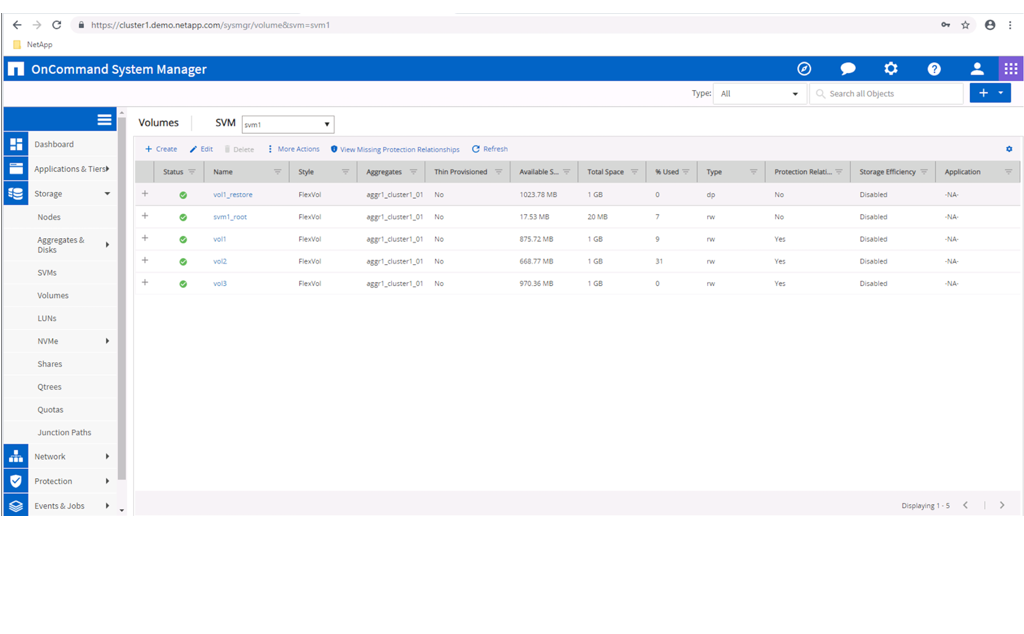 https://cluster1.demo.netapp.com/sysmgr/volume&svm=svm1
NetApp
OnCommand System Manager
Type: All Search all Objects
Dashboard
Applications & Tiers
Storage
Nodes
Aggregates &
Disks
SVMs
Volumes
LUNs
NVMe
Shares
Qtrees
Quotas
Junction Paths
Network
Protection
Events & Jobs
Volumes SVM svm1
Create Edit Delete More Actions View Missing Protection Relationships Refresh
Status Name Style Aggregates Thin Provisioned Available S... Total Space % Used Type Protection Relati... Storage Efficiency Application
vol1_restore FlexVol aggr1_cluster1_01 No 1023.78 MB 1 GB 0 dp No Disabled -NA-
svm1_root FlexVol aggr1_cluster1_01 No 17.53 MB 20 MB 7 rw No Disabled -NA-
vol1 FlexVol aggr1_cluster1_01 No 875.72 MB 1 GB 9 rw Yes Disabled -NA-
vol2 FlexVol aggr1_cluster1_01 No 668.77 MB 1 GB 31 rw Yes Disabled -NA-
vol3 FlexVol aggr1_cluster1_01 No 970.36 MB 1 GB 0 rw Yes Disabled -NA-
Displaying 1 - 5